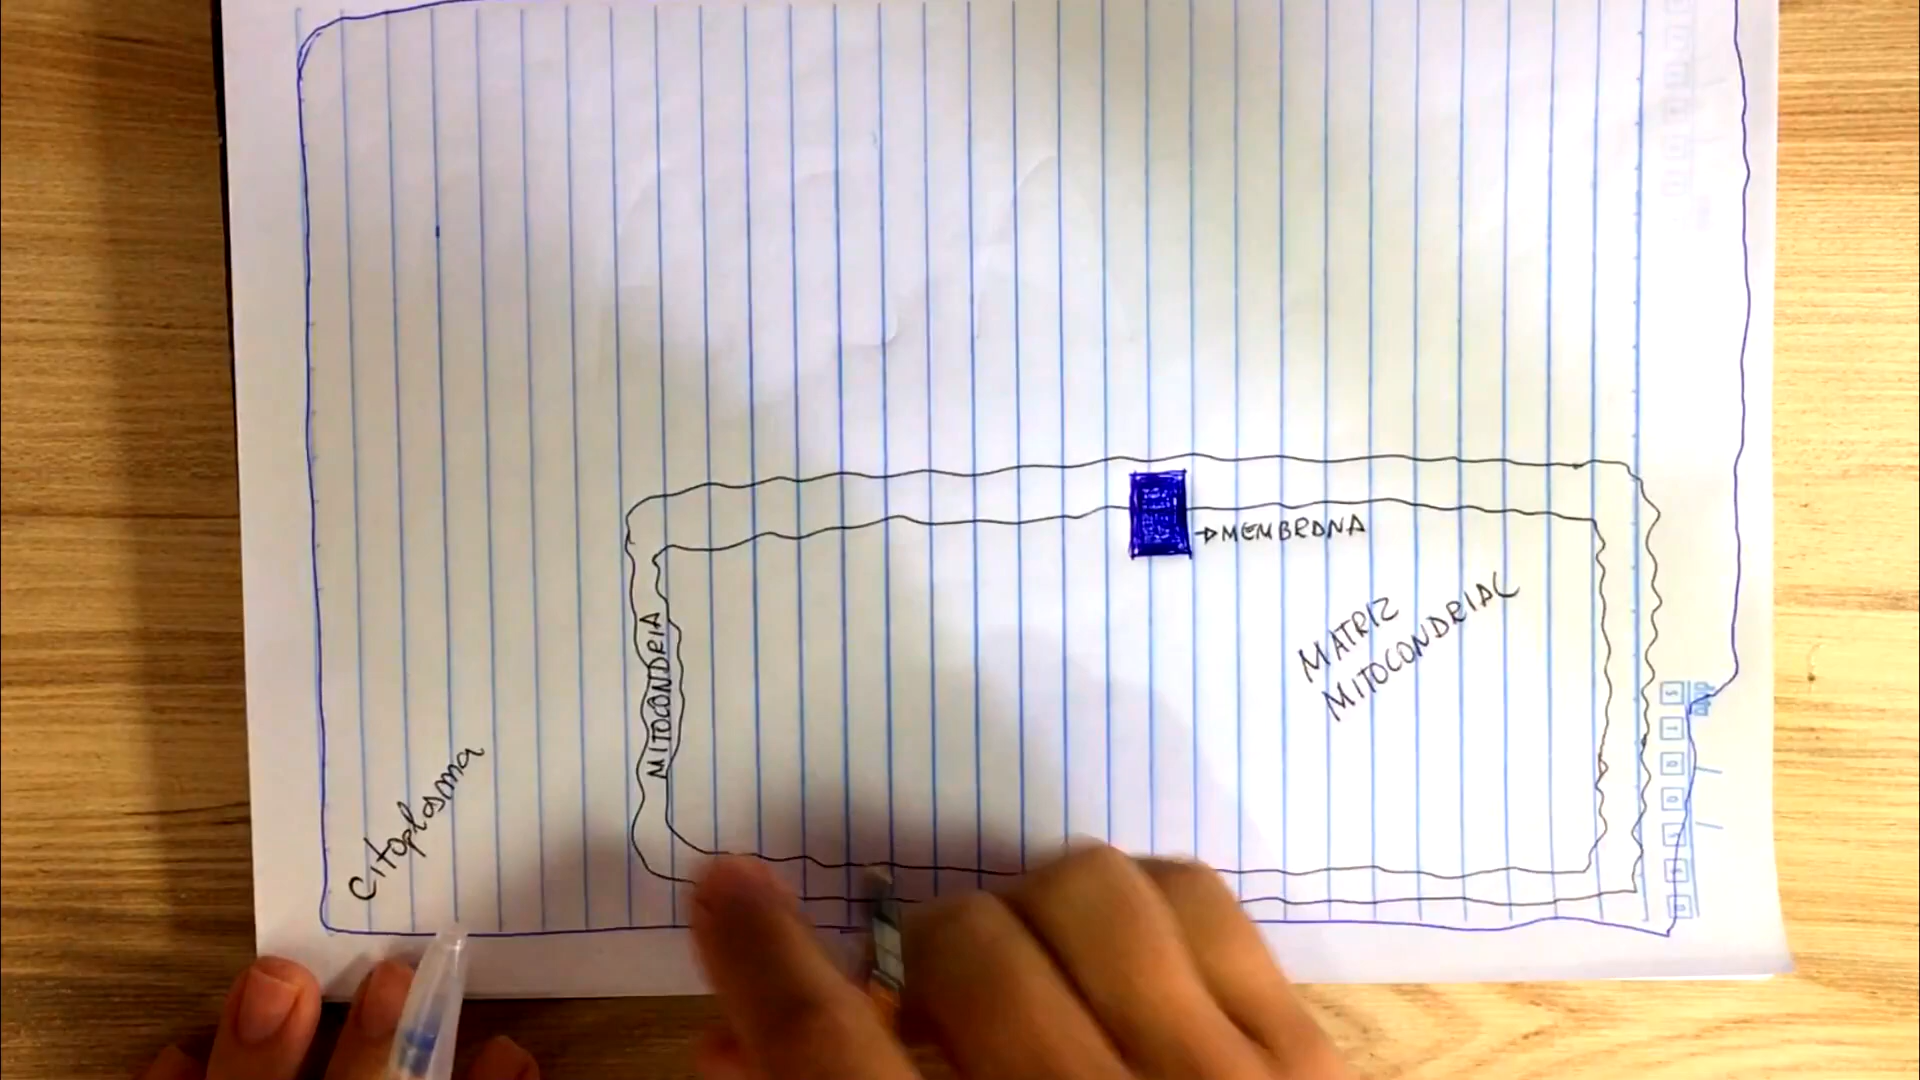 →MEMBRANA
MATRIZ
MITOCONDRIAL
MITOCONDRIA
Citoplasma